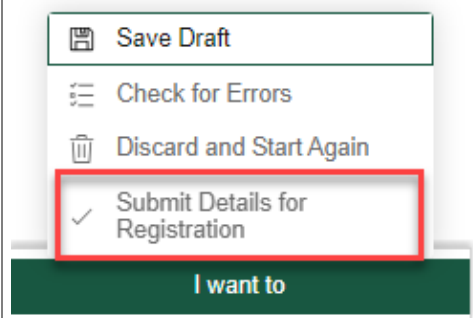 Save Draft
Check for Errors
Discard and Start Again
Submit Details for
Registration
I want to